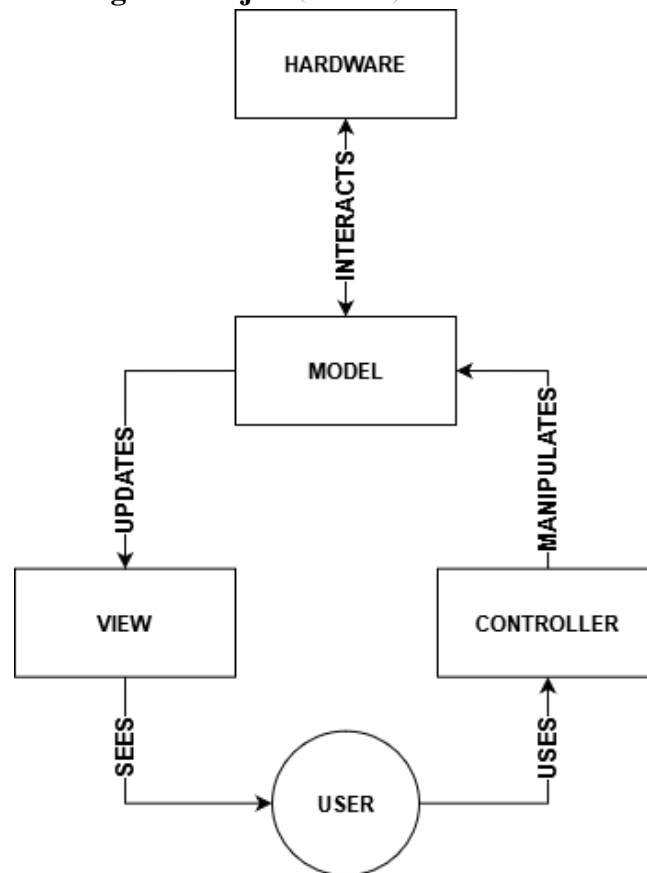 HARDWARE
INTERACTS
MODEL
UPDATES
MANIPULATES
VIEW
CONTROLLER
SEES
USES
USER